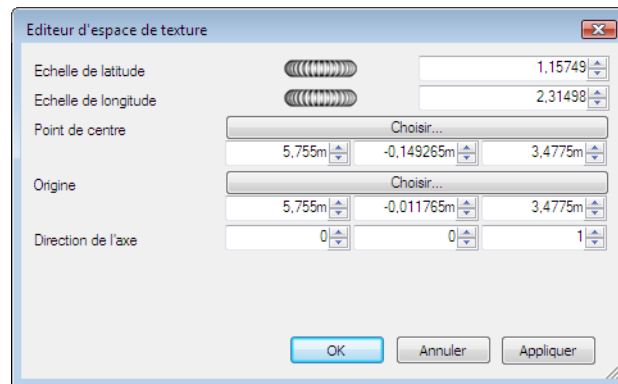 Editeur d'espace de texture
Echelle de latitude 1,15749
Echelle de longitude 2,31498
Point de centre Choisir...
5,755m -0,149265m 3,4775m
Origine Choisir...
5,755m -0,011765m 3,4775m
Direction de l'axe 0 0 1
OK Annuler Appliquer